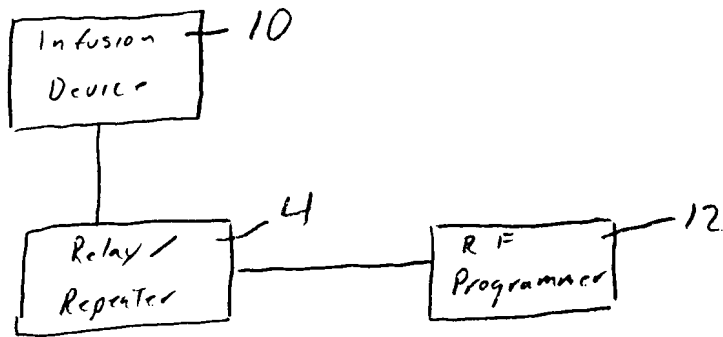 Infusion
Device
10
Relay/
Repeater
4
RF
Programmer
12